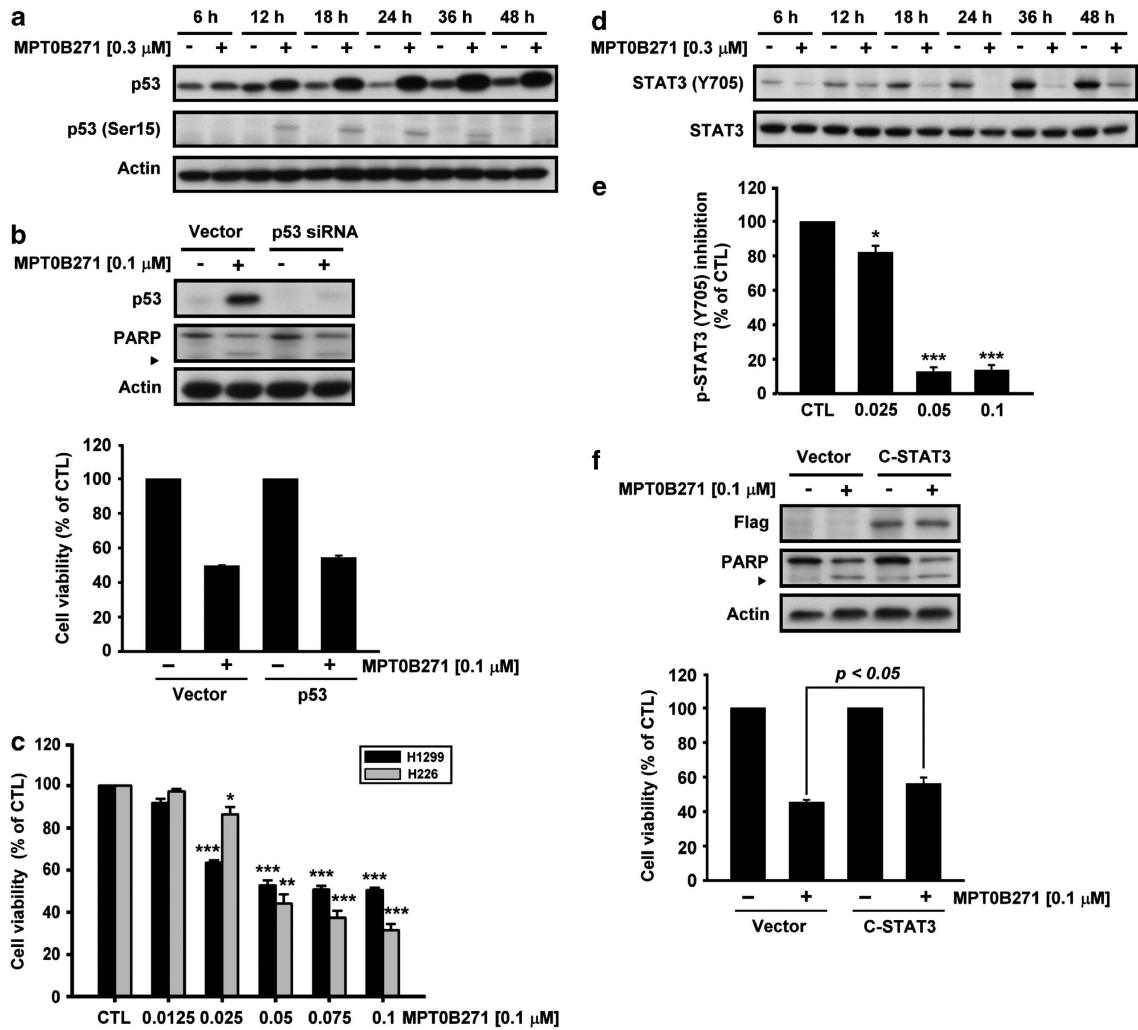 a
6 h 12 h 18 h 24 h 36 h 48 h
MPT0B271 [0.3 μM] - + - + - + - + - + - +
p53
p53 (Ser15)
Actin
b
Vector p53 siRNA
MPT0B271 [0.1 μM] - + - +
p53
PARP
Actin
Cell viability (% of CTL)
120
100
80
60
40
20
0
− + − + MPT0B271 [0.1 μM]
Vector p53
c
Cell viability (% of CTL)
120
100
80
60
40
20
0
H1299
H226
*** * *** ** *** *** *** ***
CTL 0.0125 0.025 0.05 0.075 0.1 MPT0B271 [0.1 μM]
d
6 h 12 h 18 h 24 h 36 h 48 h
MPT0B271 [0.3 μM] - + - + - + - + - + - +
STAT3 (Y705)
STAT3
e
p-STAT3 (Y705) inhibition
(% of CTL)
120
100
80
60
40
20
0
* *** ***
CTL 0.025 0.05 0.1
f
Vector C-STAT3
MPT0B271 [0.1 μM] - + - +
Flag
PARP
Actin
Cell viability (% of CTL)
120
100
80
60
40
20
0
p < 0.05
− + − + MPT0B271 [0.1 μM]
Vector C-STAT3